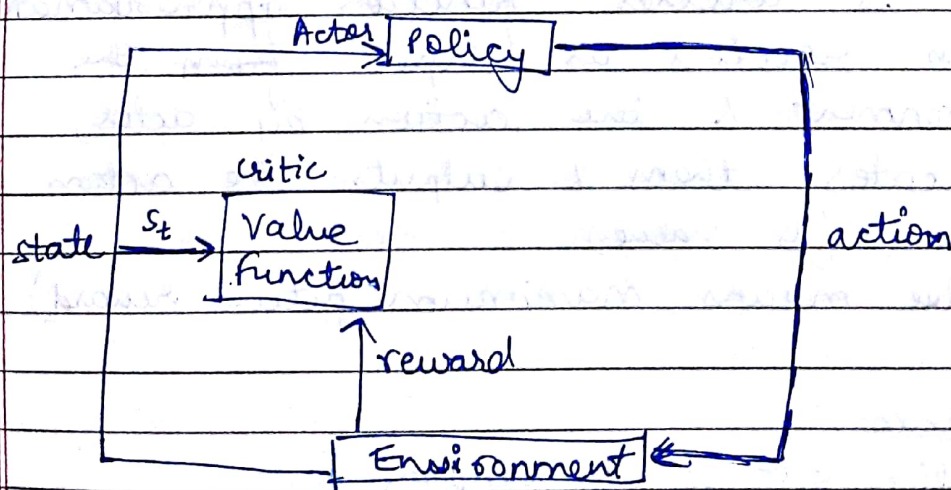 Actor
Policy
critic
state
St
Value
function
action
reward
Environment